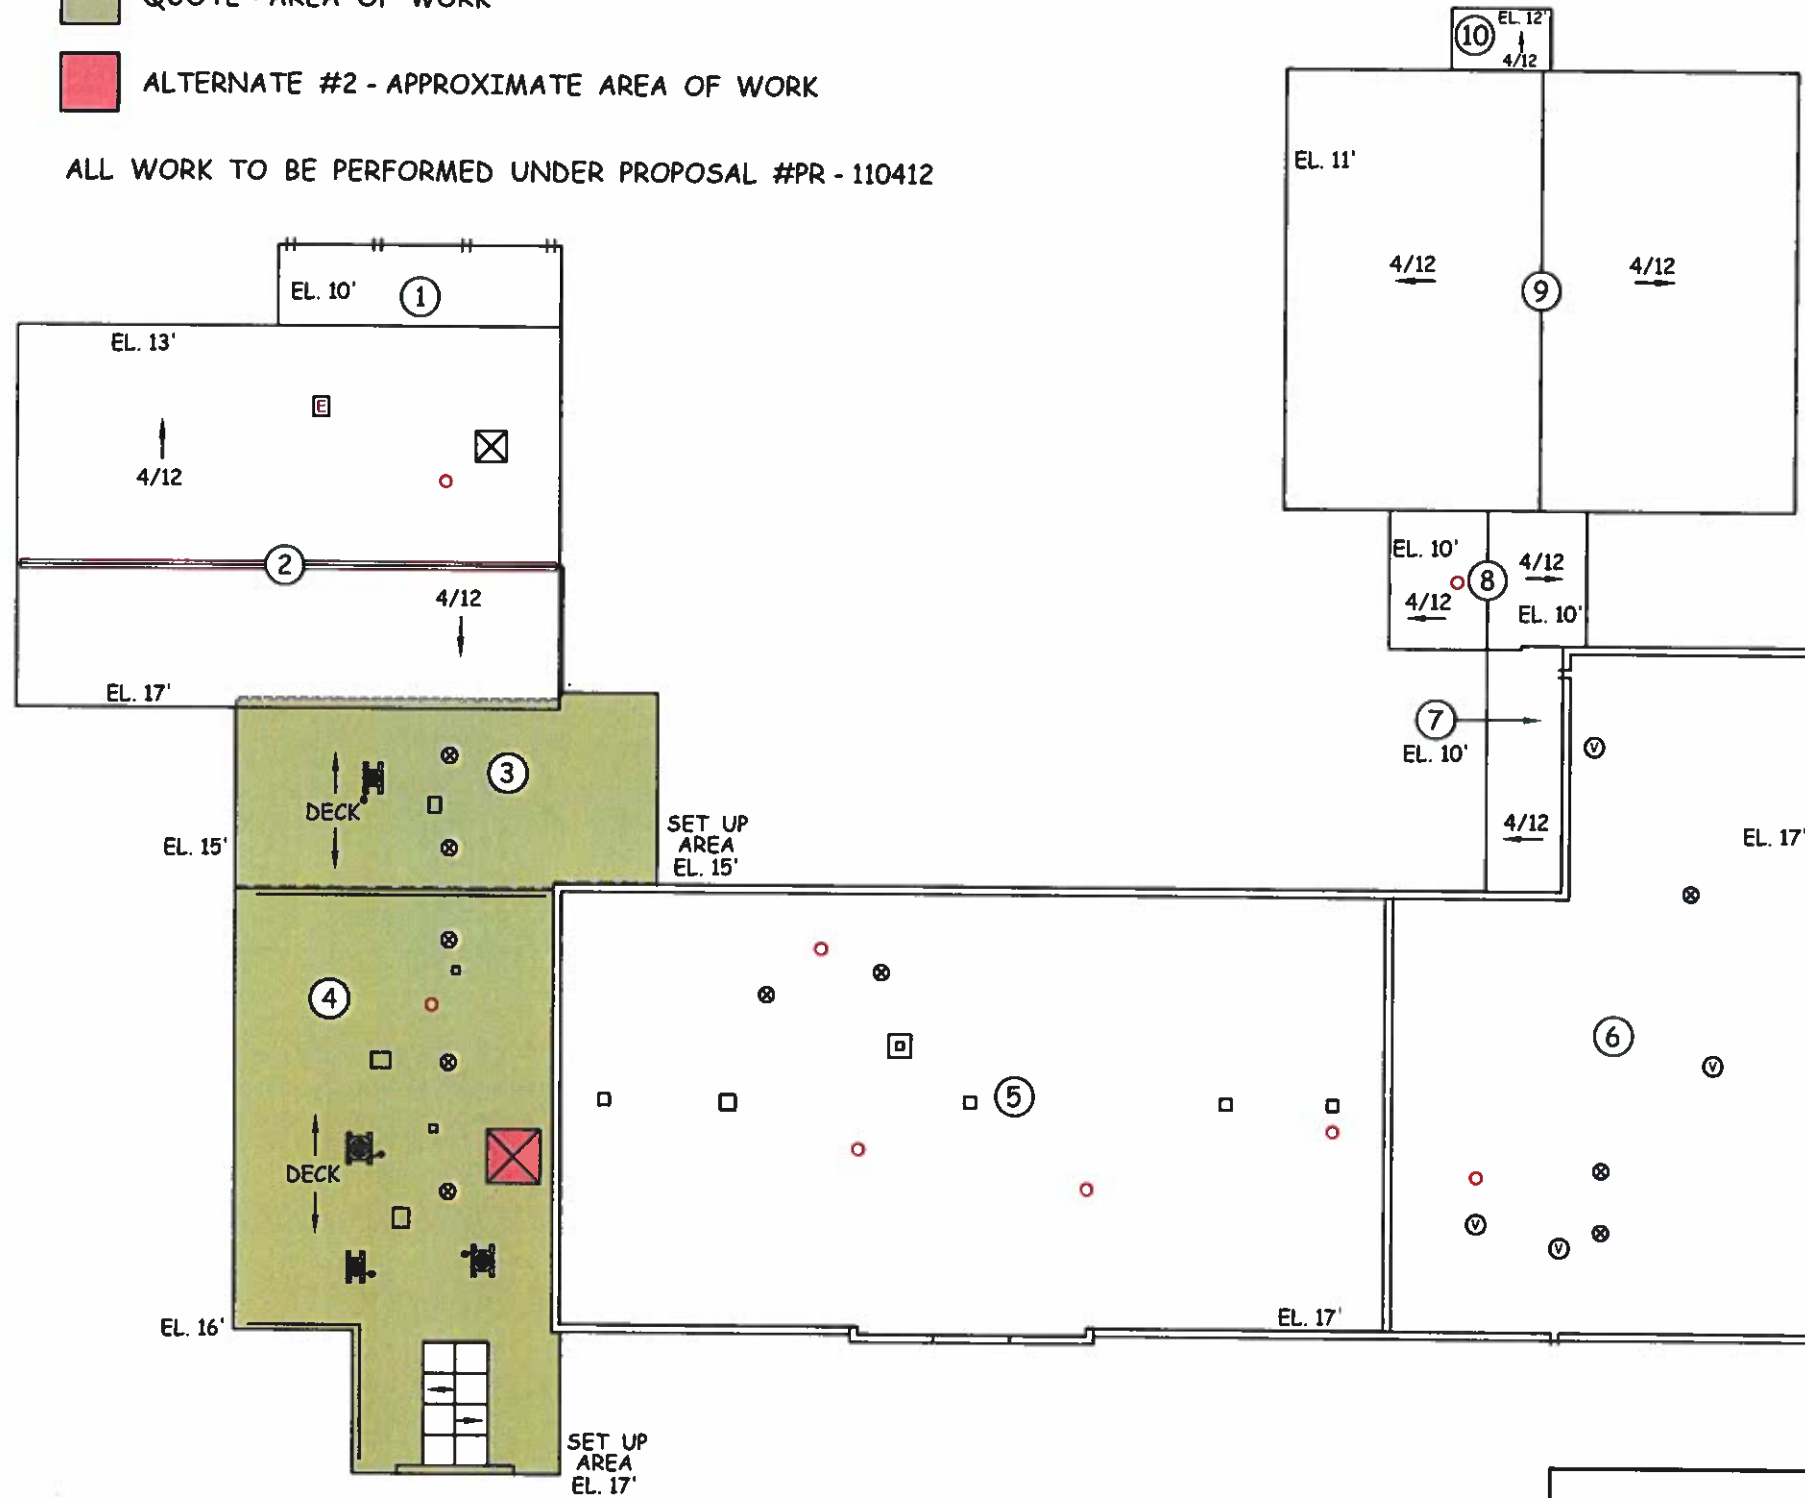 QUOTE - AREA OF WORK
ALTERNATE #2 - APPROXIMATE AREA OF WORK
ALL WORK TO BE PERFORMED UNDER PROPOSAL #PR - 110412
10
EL. 12'
4/12
EL. 11'
4/12
9
4/12
EL. 10'
1
EL. 13'
E
4/12
2
4/12
EL. 17'
EL. 10'
8
4/12
4/12
EL. 10'
7
EL. 10'
4/12
V
EL. 17'
3
DECK
EL. 15'
SET UP
AREA
EL. 15'
4
DECK
EL. 16'
5
EL. 17'
6
V
V
V
SET UP
AREA
EL. 17'